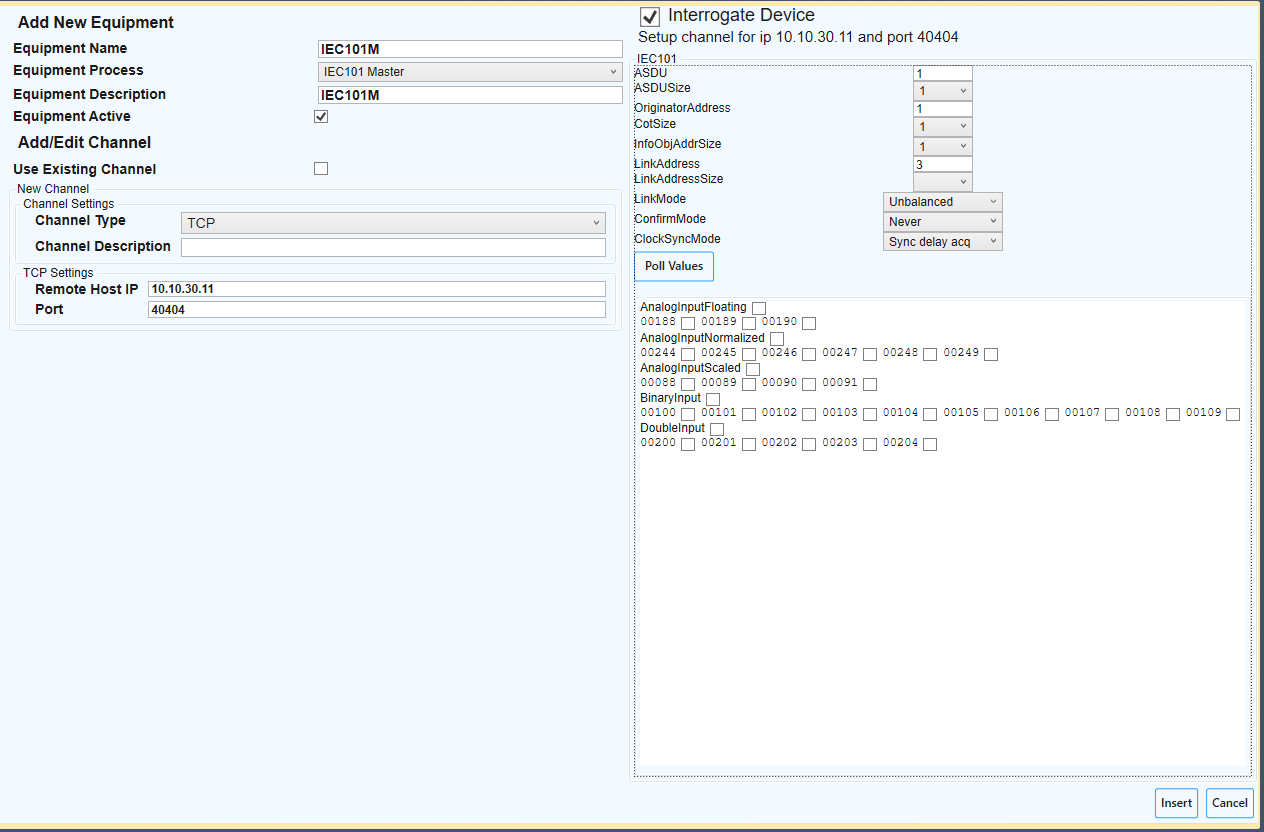 Add New Equipment
Equipment Name IEC101M
Equipment Process IEC101 Master
Equipment Description IEC101M
Equipment Active
Add/Edit Channel
Use Existing Channel
New Channel
Channel Settings
Channel Type TCP
Channel Description
TCP Settings
Remote Host IP 10.10.30.11
Port 40404
Interrogate Device
Setup channel for ip 10.10.30.11 and port 40404
IEC101
ASDU 1
ASDUSize 1
OriginatorAddress 1
CotSize 1
InfoObjAddrSize 1
LinkAddress 3
LinkAddressSize
LinkMode Unbalanced
ConfirmMode Never
ClockSyncMode Sync delay acq
Poll Values
AnalogInputFloating
00188 00189 00190
AnalogInputNormalized
00244 00245 00246 00247 00248 00249
AnalogInputScaled
00088 00089 00090 00091
BinaryInput
00100 00101 00102 00103 00104 00105 00106 00107 00108 00109
DoubleInput
00200 00201 00202 00203 00204
Insert Cancel